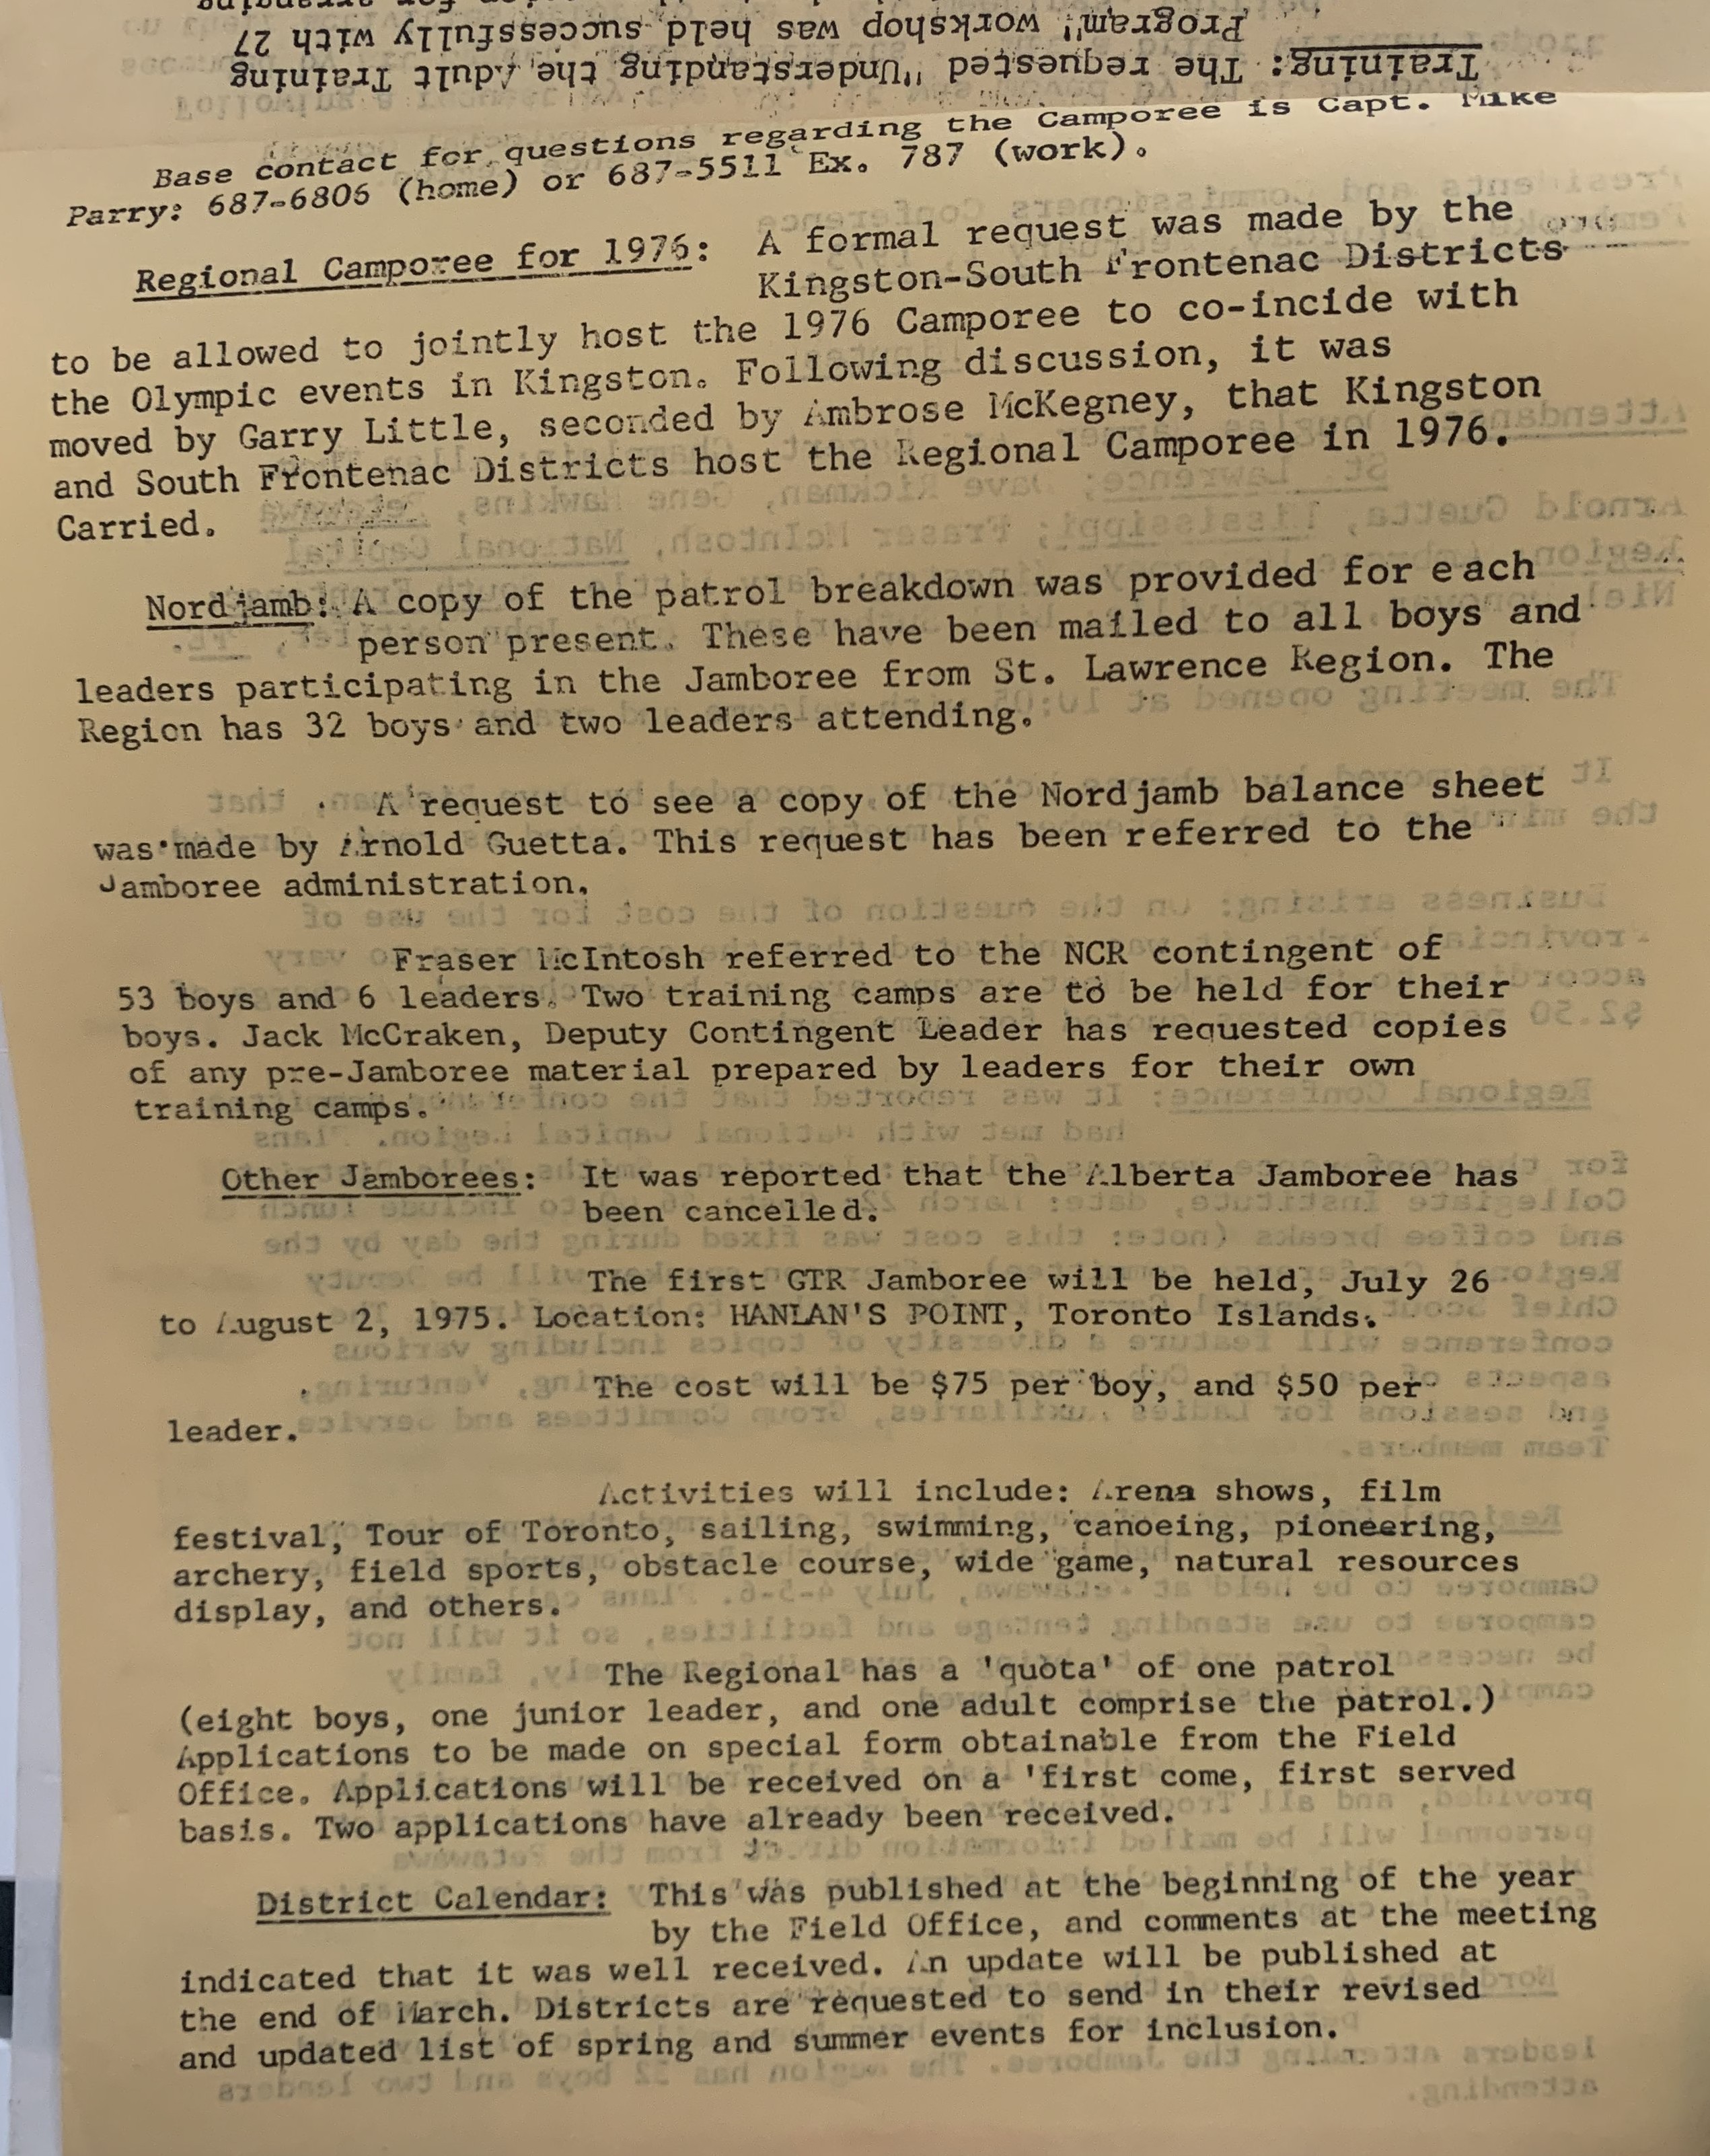 Training: The requested "Understanding the Adult Training
Program" workshop was held successfully with 27
Base contact for questions regarding the Camporee is Capt. Mike
Parry: 687-6806 (home) or 687-5511 Ex. 787 (work).
Regional Camporee for 1976: A formal request was made by the
Kingston-South Frontenac Districts
to be allowed to jointly host the 1976 Camporee to co-incide with
the Olympic events in Kingston. Following discussion, it was
moved by Garry Little, seconded by Ambrose McKegney, that Kingston
and South Frontenac Districts host the Regional Camporee in 1976.
Carried.
Nordjamb: A copy of the patrol breakdown was provided for each
person present. These have been mailed to all boys and
leaders participating in the Jamboree from St. Lawrence Region. The
Region has 32 boys and two leaders attending.
A request to see a copy of the Nordjamb balance sheet
was made by Arnold Guetta. This request has been referred to the
Jamboree administration.
Fraser McIntosh referred to the NCR contingent of
53 boys and 6 leaders. Two training camps are to be held for their
boys. Jack McCraken, Deputy Contingent Leader has requested copies
of any pre-Jamboree material prepared by leaders for their own
training camps.
Other Jamborees: It was reported that the Alberta Jamboree has
been cancelled.
The first GTR Jamboree will be held, July 26
to August 2, 1975. Location: HANLAN'S POINT, Toronto Islands.
The cost will be $75 per boy, and $50 per
leader.
Activities will include: Arena shows, film
festival, Tour of Toronto, sailing, swimming, canoeing, pioneering,
archery, field sports, obstacle course, wide game, natural resources
display, and others.
The Regional has a 'quota' of one patrol
(eight boys, one junior leader, and one adult comprise the patrol.)
Applications to be made on special form obtainable from the Field
Office. Applications will be received on a 'first come, first served
basis. Two applications have already been received.
District Calendar: This was published at the beginning of the year
by the Field Office, and comments at the meeting
indicated that it was well received. An update will be published at
the end of March. Districts are requested to send in their revised
and updated list of spring and summer events for inclusion.